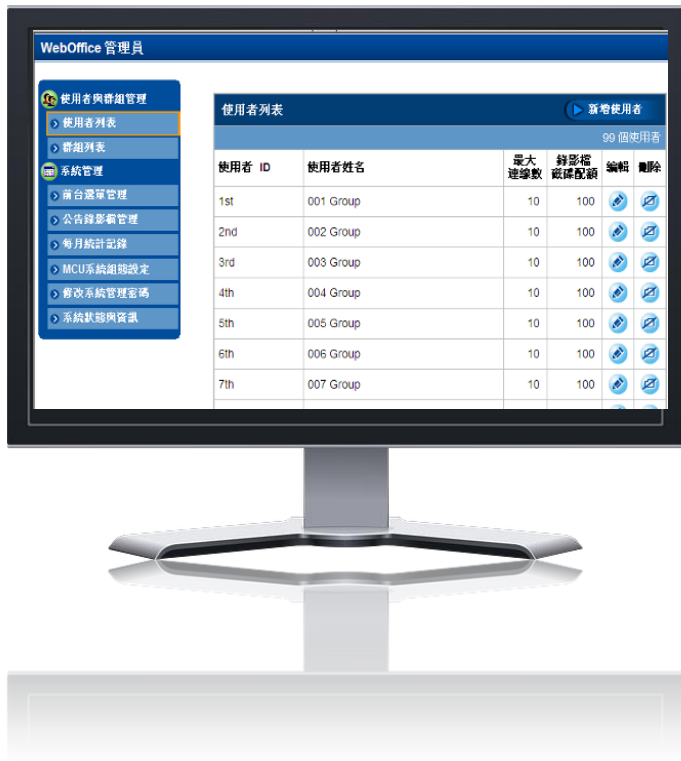 WebOffice 管理員
使用者與群組管理
使用者列表
群組列表
系統管理
前台選單管理
公告錄影檔管理
每月統計記錄
MCU系統組態設定
修改系統管理密碼
系統狀態與資訊
使用者列表
新增使用者
99 個使用者
使用者 ID 使用者姓名 最大連線數 錄影檔磁碟配額 編輯 刪除
1st 001 Group 10 100
2nd 002 Group 10 100
3rd 003 Group 10 100
4th 004 Group 10 100
5th 005 Group 10 100
6th 006 Group 10 100
7th 007 Group 10 100